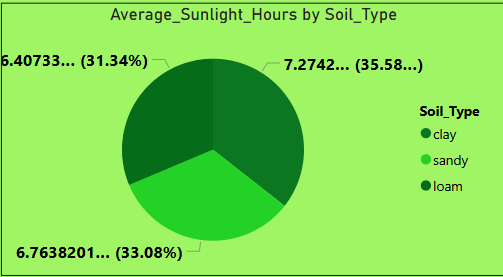 Average_Sunlight_Hours by Soil_Type
6.40733... (31.34%)
7.2742... (35.58...)
Soil_Type
clay
sandy
loam
6.7638201... (33.08%)